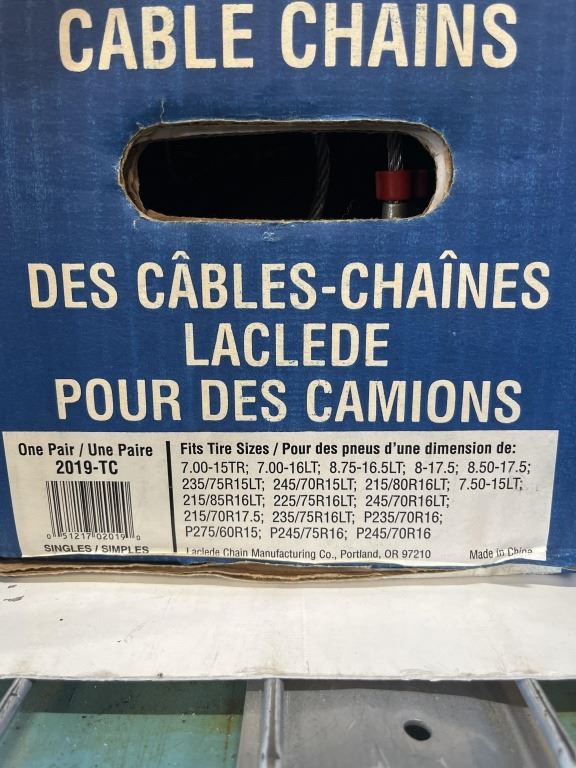 CABLE CHAINS
DES CÂBLES-CHAÎNES
LACLEDE
POUR DES CAMIONS
One Pair / Une Paire
2019-TC
0 51217 02019 0
SINGLES / SIMPLES
Fits Tire Sizes / Pour des pneus d'une dimension de:
7.00-15TR; 7.00-16LT; 8.75-16.5LT; 8-17.5; 8.50-17.5;
235/75R15LT; 245/70R15LT; 215/80R16LT; 7.50-15LT;
215/85R16LT; 225/75R16LT; 245/70R16LT;
215/70R17.5; 235/75R16LT; P235/70R16;
P275/60R15; P245/75R16; P245/70R16
Laclede Chain Manufacturing Co., Portland, OR 97210
Made in China